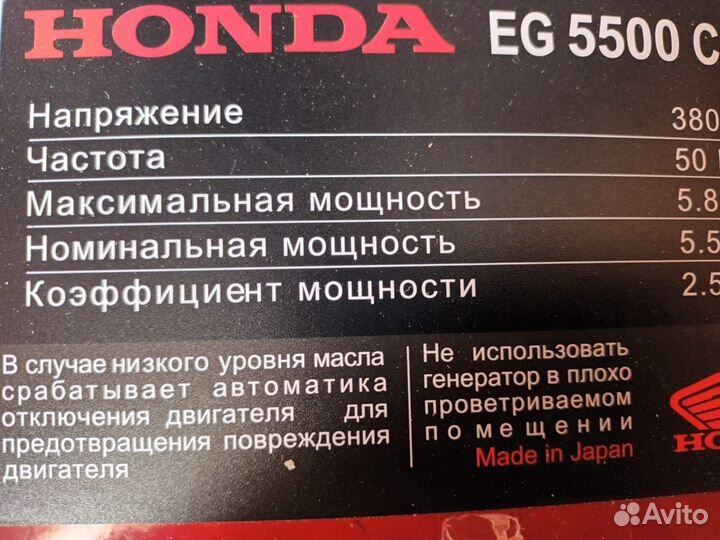 HONDA EG 5500 C
Напряжение 380
Частота 50
Максимальная мощность 5.8
Номинальная мощность 5.5
Коэффициент мощности 2.5
В случае низкого уровня масла
срабатывает автоматика
отключения двигателя для
предотвращения повреждения
двигателя
Не использовать
генератор в плохо
проветриваемом
помещении
Made in Japan
HO
Avito